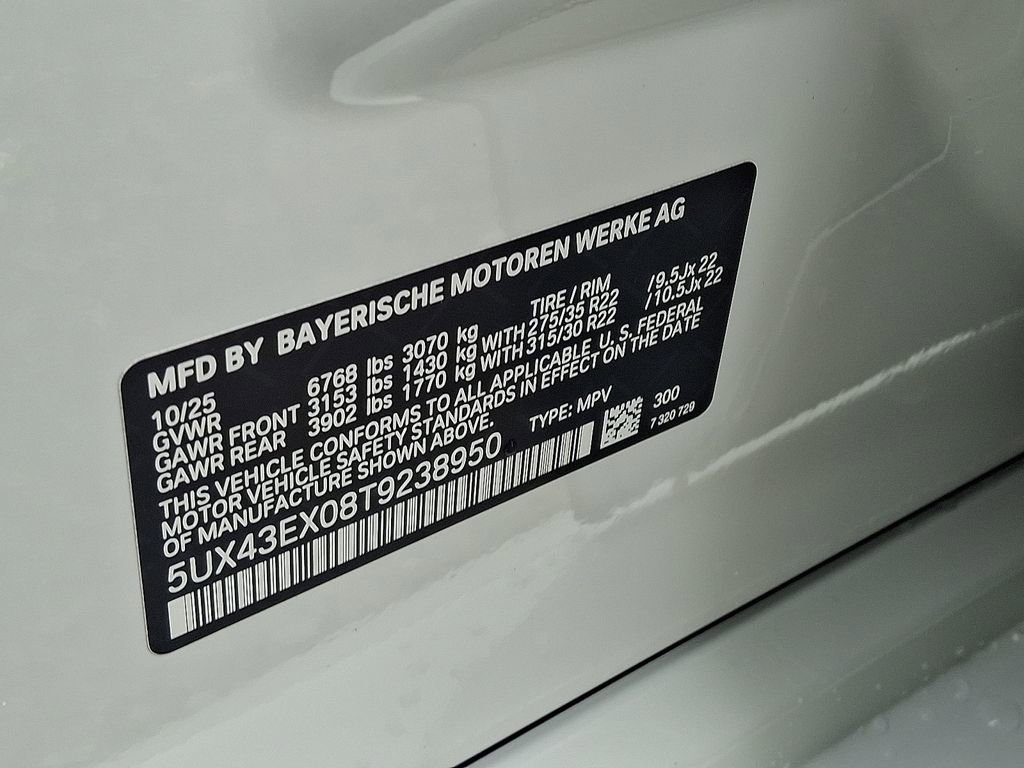 MFD BY BAYERISCHE MOTOREN WERKE AG
10/25 TIRE / RIM
GVWR 6768 lbs 3070 kg
GAWR FRONT 3153 lbs 1430 kg WITH 275/35 R22 /9.5Jx 22
GAWR REAR 3902 lbs 1770 kg WITH 315/30 R22 /10.5Jx 22
THIS VEHICLE CONFORMS TO ALL APPLICABLE U. S. FEDERAL
MOTOR VEHICLE SAFETY STANDARDS IN EFFECT ON THE DATE
OF MANUFACTURE SHOWN ABOVE.
TYPE: MPV 300
5UX43EX08T9238950
7 320 729